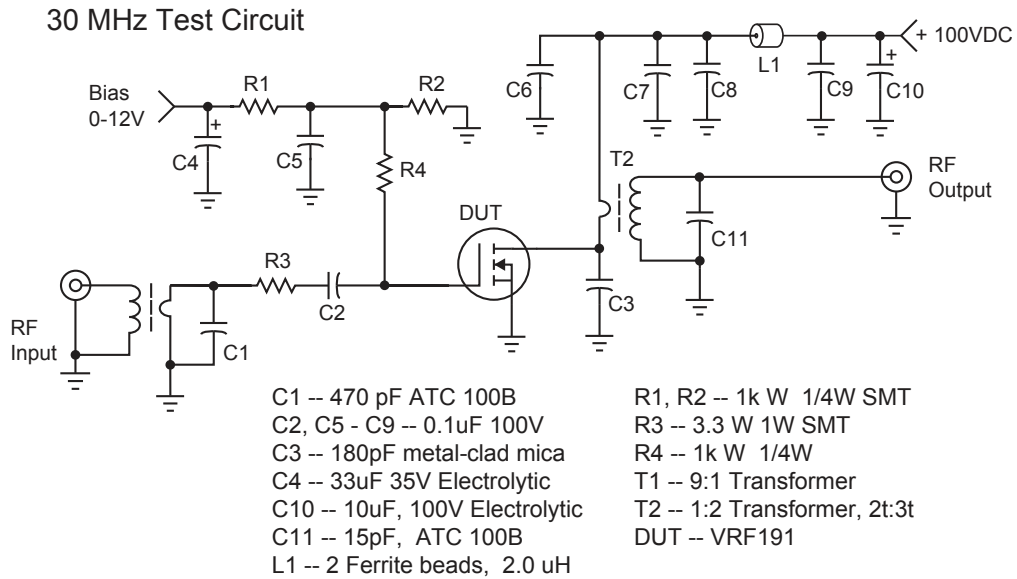 30 MHz Test Circuit
+ 100VDC
L1
C6
C7
C8
C9
+
C10
Bias
0-12V
R1
R2
+
C4
C5
R4
T2
RF
Output
DUT
C11
R3
C2
C3
RF
Input
C1
C1 -- 470 pF ATC 100B
C2, C5 - C9 -- 0.1uF 100V
C3 -- 180pF metal-clad mica
C4 -- 33uF 35V Electrolytic
C10 -- 10uF, 100V Electrolytic
C11 -- 15pF, ATC 100B
L1 -- 2 Ferrite beads, 2.0 uH
R1, R2 -- 1k W 1/4W SMT
R3 -- 3.3 W 1W SMT
R4 -- 1k W 1/4W
T1 -- 9:1 Transformer
T2 -- 1:2 Transformer, 2t:3t
DUT -- VRF191